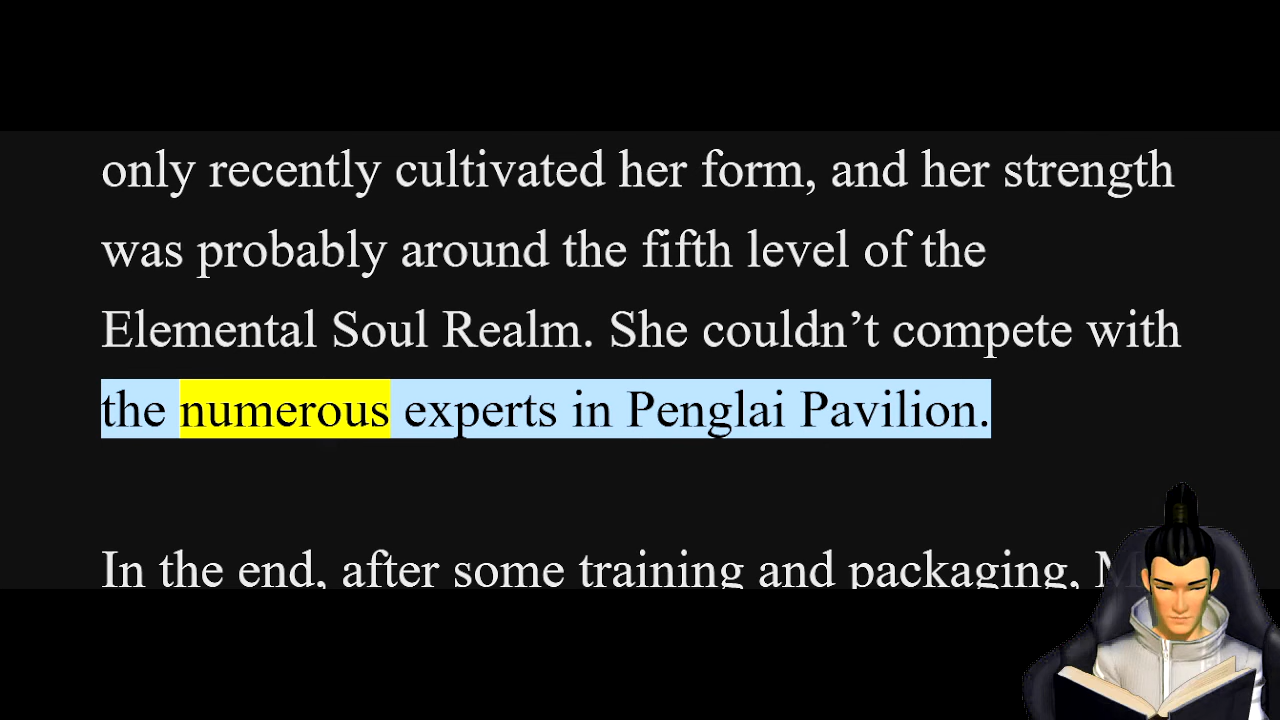 only recently cultivated her form, and her strength
was probably around the fifth level of the
Elemental Soul Realm. She couldn’t compete with
the numerous experts in Penglai Pavilion.
In the end, after some training and packaging,